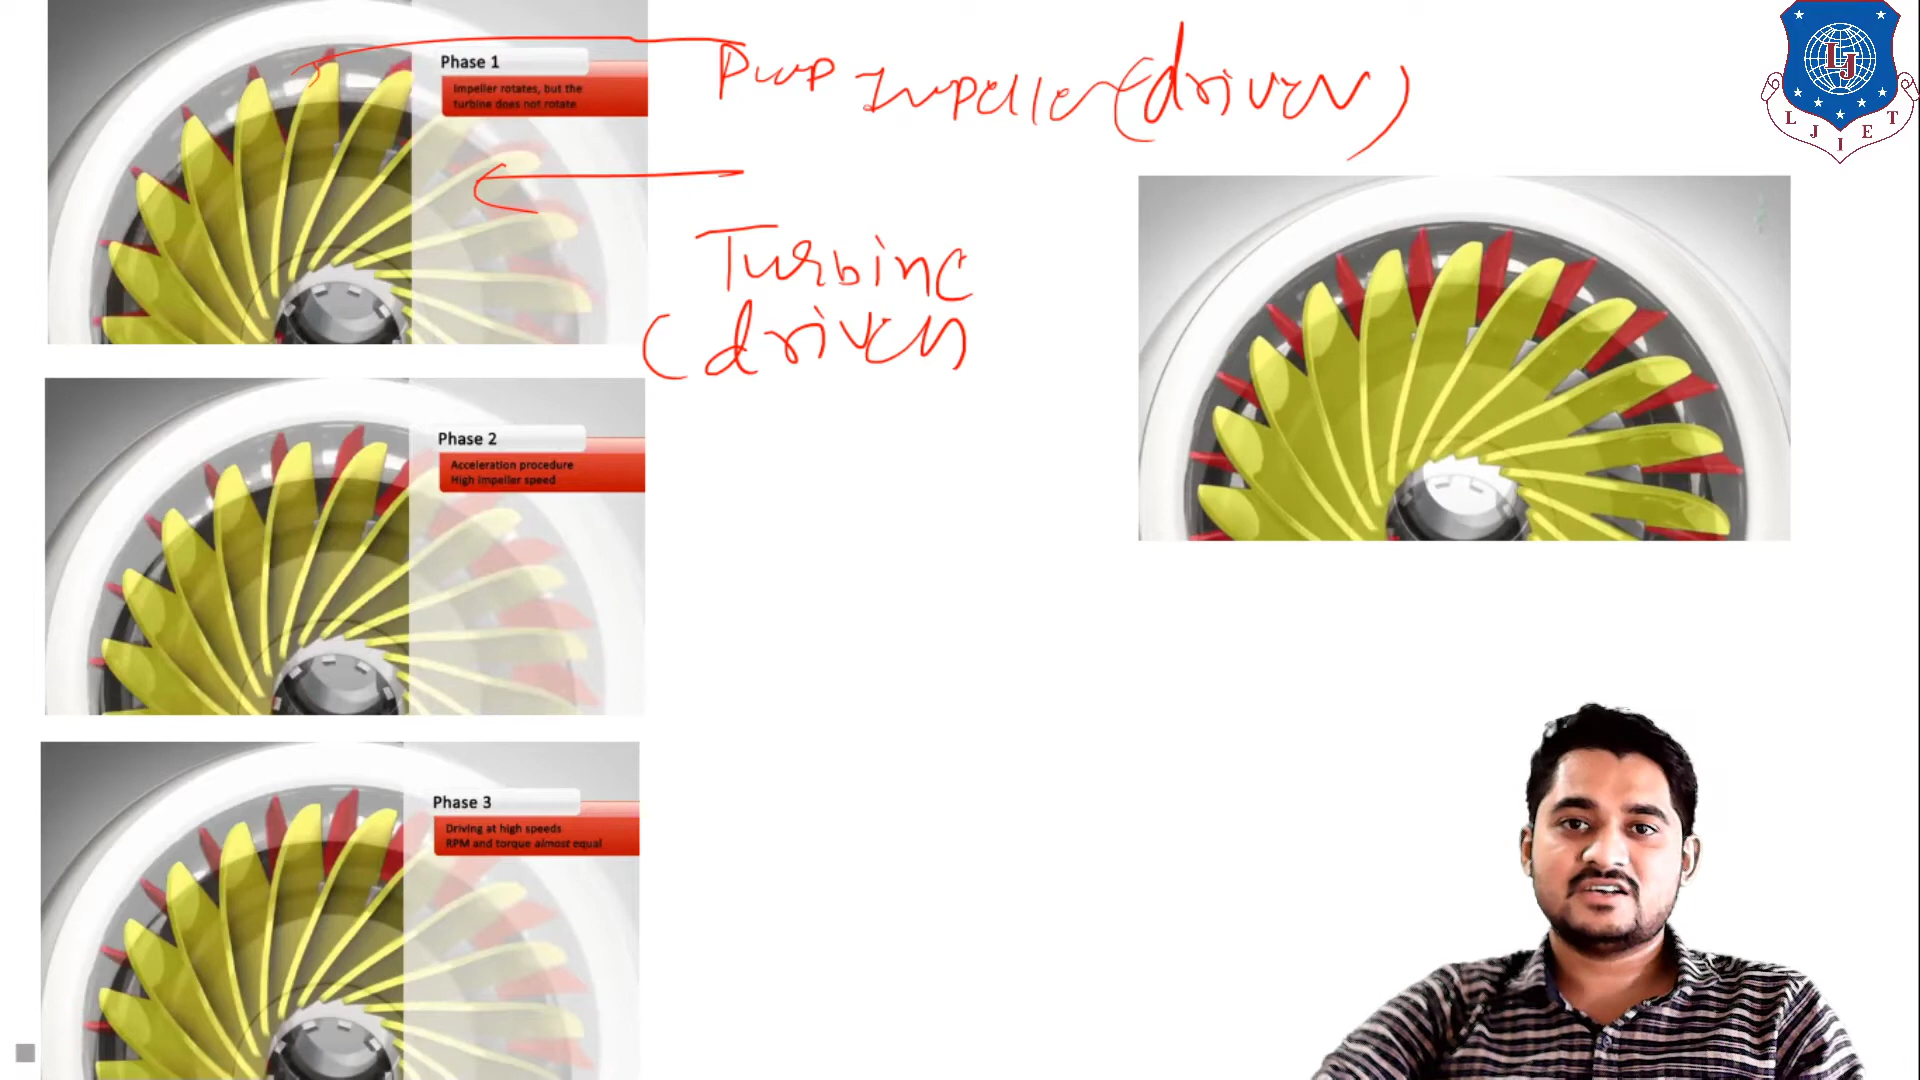 Phase 1
Impeller rotates, but the
turbine does not rotate
Pump Impeller (driver)
Turbine
(driven
Phase 2
Acceleration procedure
High impeller speed
Phase 3
Driving at high speeds
RPM and torque almost equal
LJ
L J I E T